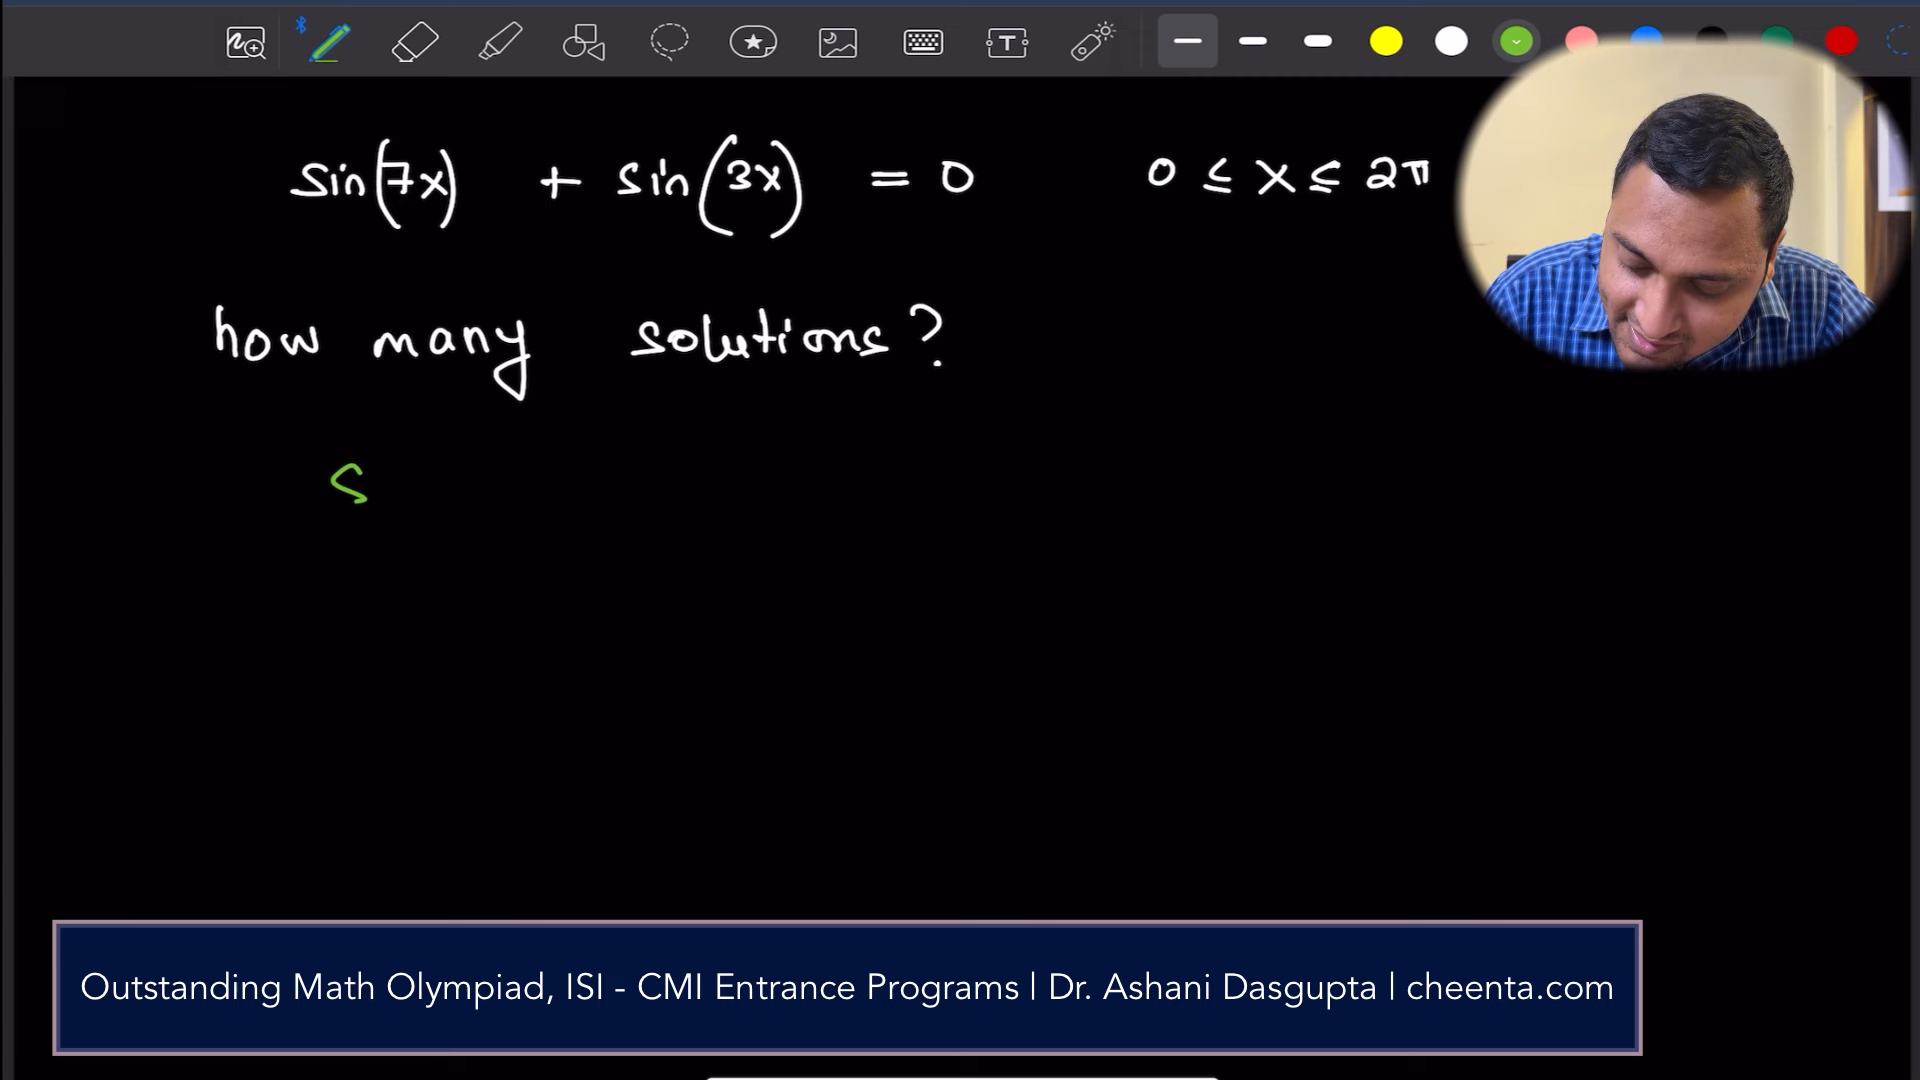 sin(7x) + sin(3x) = 0 0 ≤ x ≤ 2π
how many solutions?
S
Outstanding Math Olympiad, ISI - CMI Entrance Programs | Dr. Ashani Dasgupta | cheenta.com